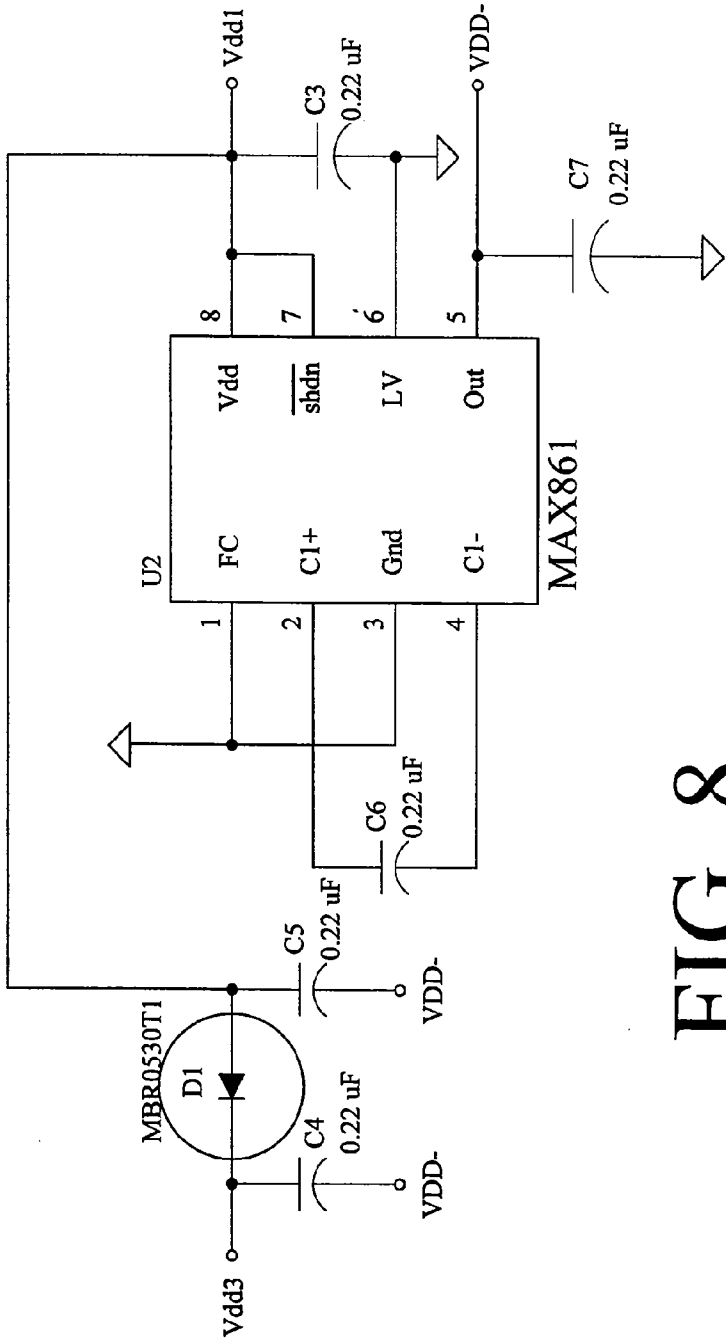 Vdd3
MBR0530T1
D1
C4
0.22 uF
VDD-
C5
0.22 uF
VDD-
C6
0.22 uF
U2
1
2
3
4
FC
C1+
Gnd
C1-
Vdd
shdn
LV
Out
8
7
6
5
MAX861
Vdd1
C3
0.22 uF
VDD-
C7
0.22 uF
FIG. 8